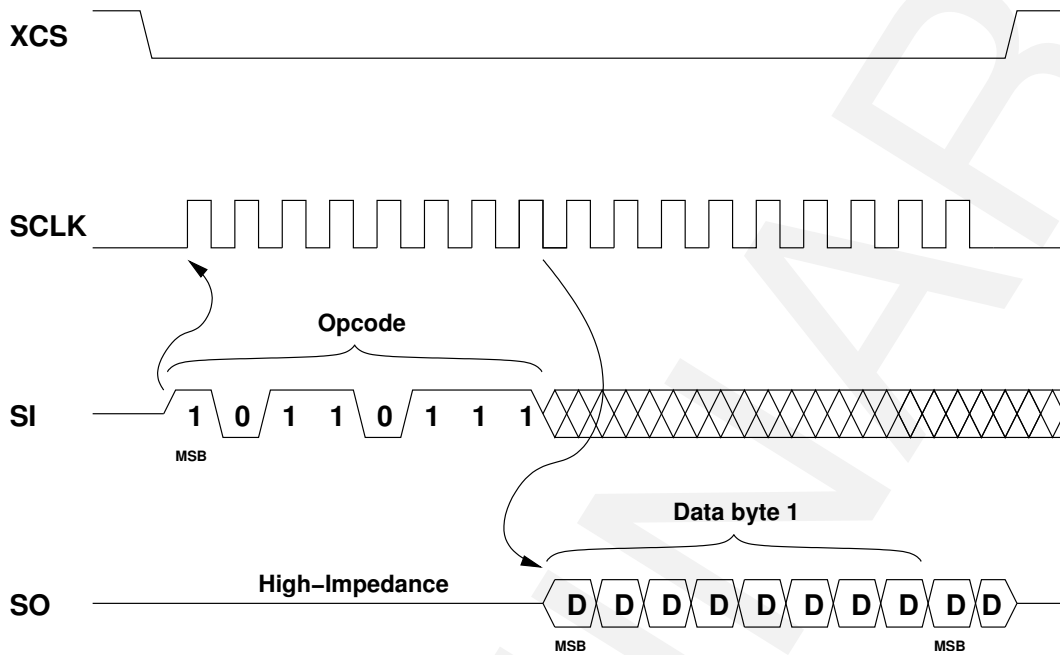 XCS
SCLK
Opcode
SI 1 0 1 1 0 1 1 1
MSB
Data byte 1
High−Impedance
SO D D D D D D D D D D
MSB MSB